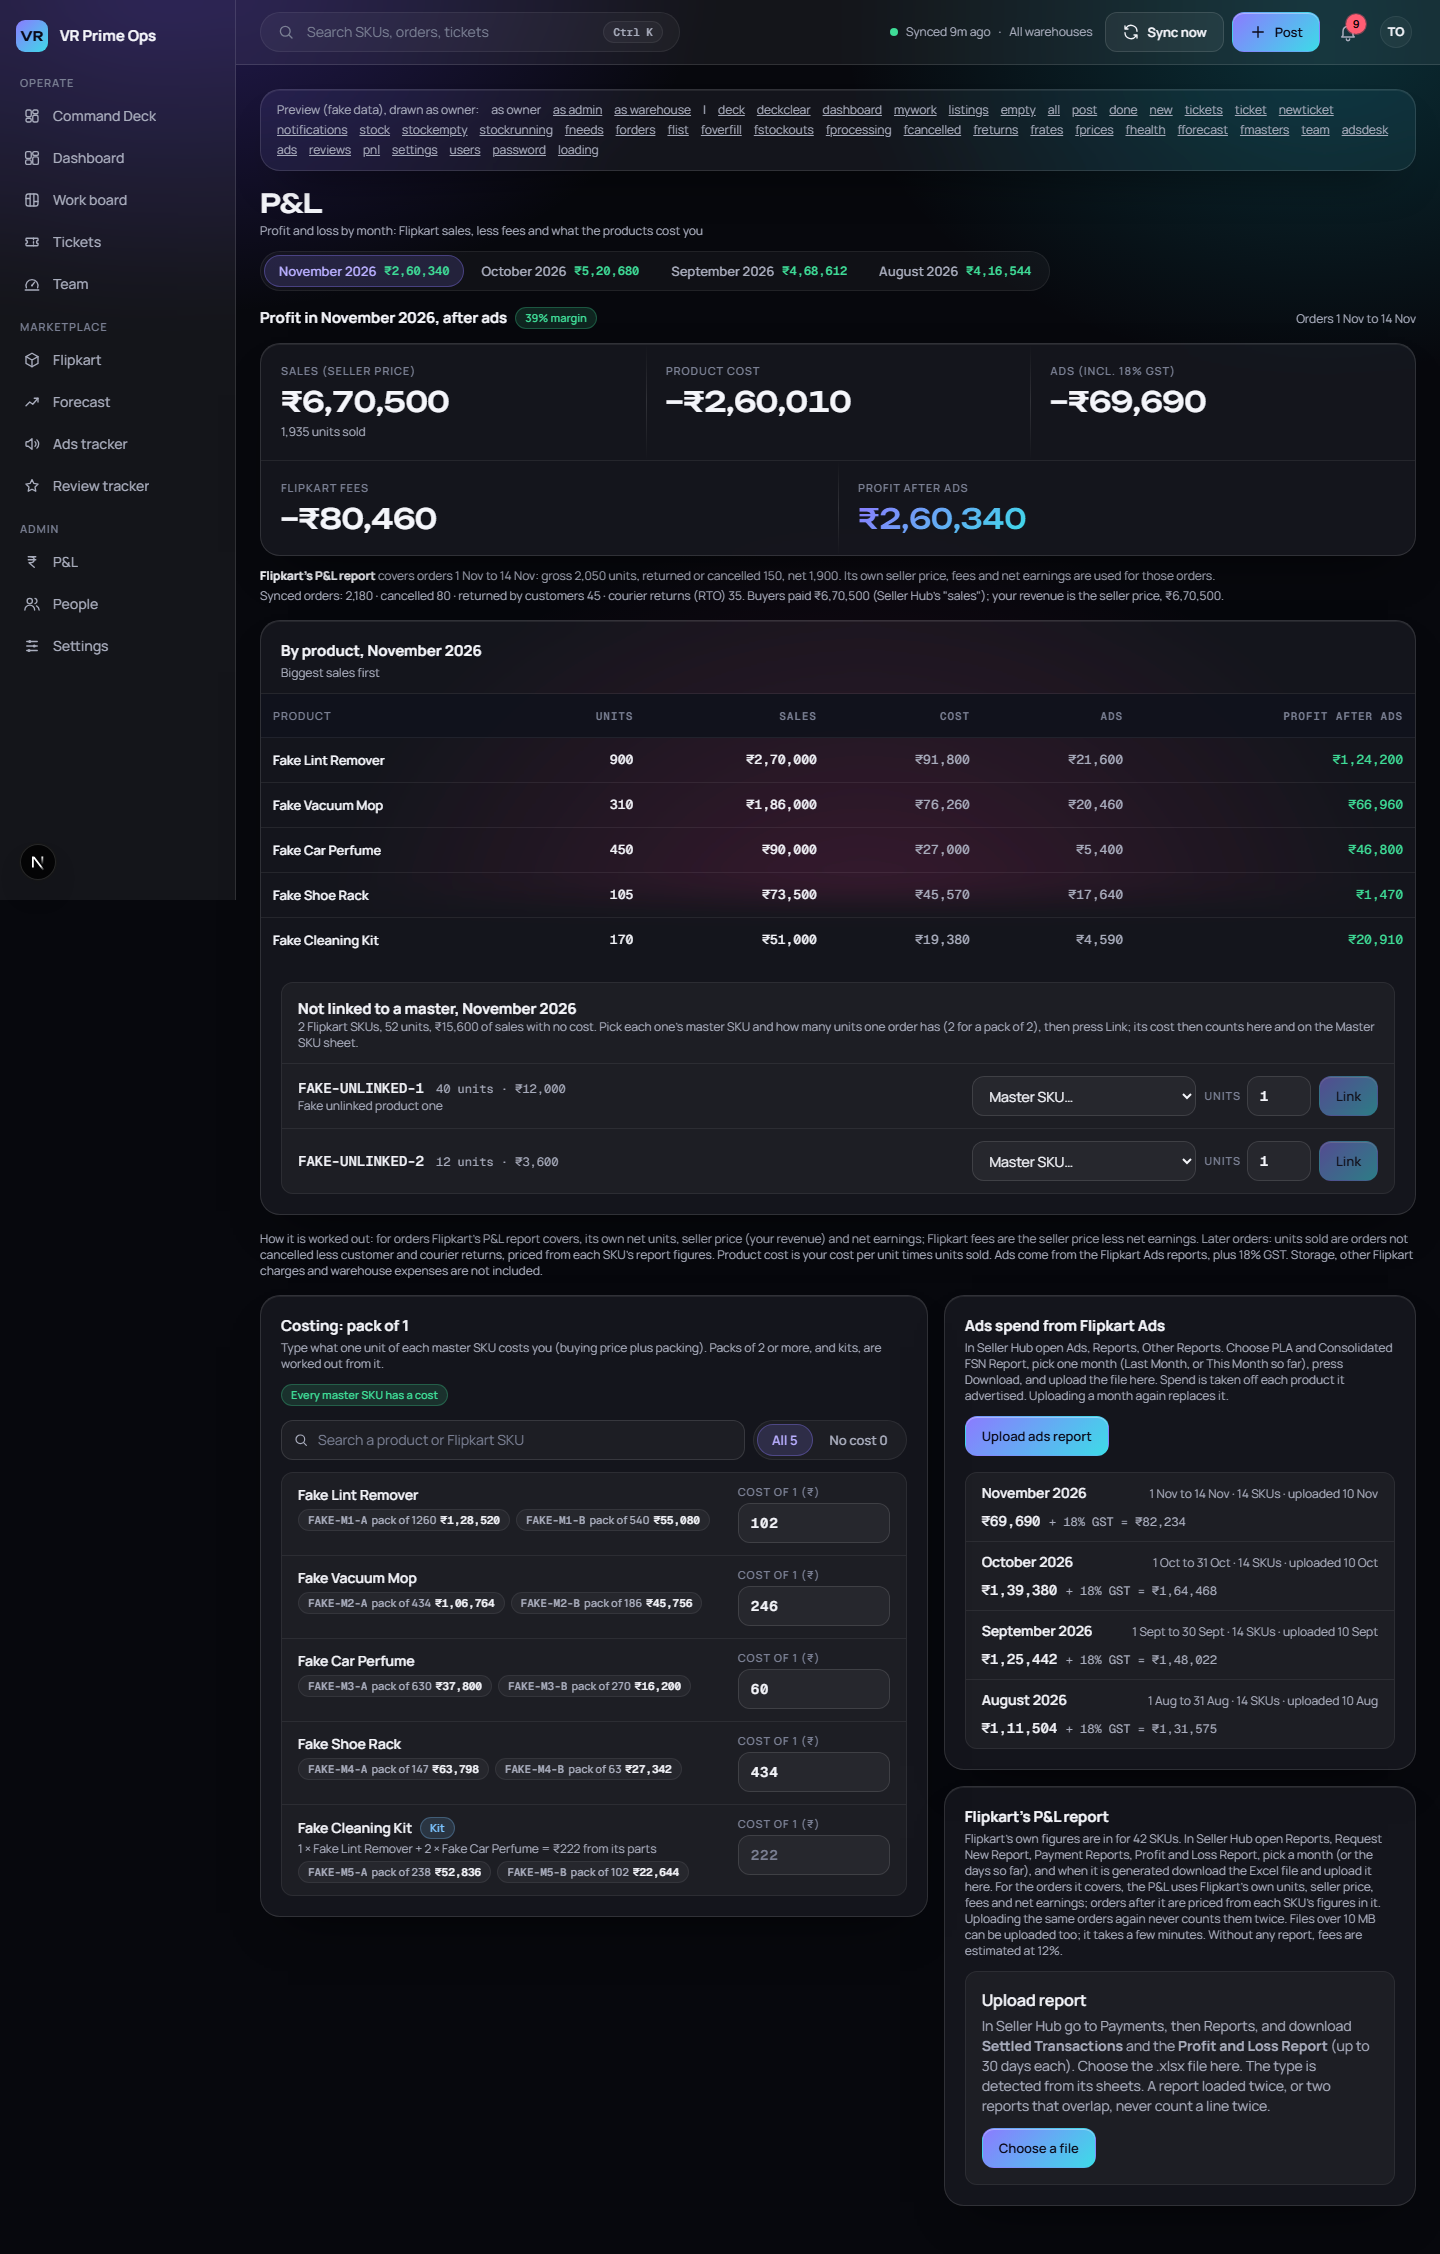 VR
VR Prime Ops
Search SKUs, orders, tickets
Ctrl K
Synced 9m ago · All warehouses
Sync now
+ Post
9
TO
OPERATE
Command Deck
Dashboard
Work board
Tickets
Team
MARKETPLACE
Flipkart
Forecast
Ads tracker
Review tracker
ADMIN
₹ P&L
People
Settings
N
Preview (fake data), drawn as owner: as owner as admin as warehouse | deck deckclear dashboard mywork listings empty all post done new tickets ticket newticket
notifications stock stockempty stockrunning fneeds forders flist foverfill fstockouts fprocessing fcancelled freturns frates fprices fhealth fforecast fmasters team adsdesk
ads reviews pnl settings users password loading
P&L
Profit and loss by month: Flipkart sales, less fees and what the products cost you
November 2026 ₹2,60,340
October 2026 ₹5,20,680
September 2026 ₹4,68,612
August 2026 ₹4,16,544
Profit in November 2026, after ads
39% margin
Orders 1 Nov to 14 Nov
SALES (SELLER PRICE)
₹6,70,500
1,935 units sold
PRODUCT COST
−₹2,60,010
ADS (INCL. 18% GST)
−₹69,690
FLIPKART FEES
−₹80,460
PROFIT AFTER ADS
₹2,60,340
Flipkart's P&L report covers orders 1 Nov to 14 Nov: gross 2,050 units, returned or cancelled 150, net 1,900. Its own seller price, fees and net earnings are used for those orders.
Synced orders: 2,180 · cancelled 80 · returned by customers 45 · courier returns (RTO) 35. Buyers paid ₹6,70,500 (Seller Hub's "sales"); your revenue is the seller price, ₹6,70,500.
By product, November 2026
Biggest sales first
PRODUCT UNITS SALES COST ADS PROFIT AFTER ADS
Fake Lint Remover 900 ₹2,70,000 ₹91,800 ₹21,600 ₹1,24,200
Fake Vacuum Mop 310 ₹1,86,000 ₹76,260 ₹20,460 ₹66,960
Fake Car Perfume 450 ₹90,000 ₹27,000 ₹5,400 ₹46,800
Fake Shoe Rack 105 ₹73,500 ₹45,570 ₹17,640 ₹1,470
Fake Cleaning Kit 170 ₹51,000 ₹19,380 ₹4,590 ₹20,910
Not linked to a master, November 2026
2 Flipkart SKUs, 52 units, ₹15,600 of sales with no cost. Pick each one's master SKU and how many units one order has (2 for a pack of 2), then press Link; its cost then counts here and on the Master
SKU sheet.
FAKE-UNLINKED-1 40 units · ₹12,000
Fake unlinked product one
Master SKU… UNITS 1 Link
FAKE-UNLINKED-2 12 units · ₹3,600
Master SKU… UNITS 1 Link
How it is worked out: for orders Flipkart's P&L report covers, its own net units, seller price (your revenue) and net earnings; Flipkart fees are the seller price less net earnings. Later orders: units sold are orders not
cancelled less customer and courier returns, priced from each SKU's report figures. Product cost is your cost per unit times units sold. Ads come from the Flipkart Ads reports, plus 18% GST. Storage, other Flipkart
charges and warehouse expenses are not included.
Costing: pack of 1
Type what one unit of each master SKU costs you (buying price plus packing). Packs of 2 or more, and kits, are
worked out from it.
Every master SKU has a cost
Search a product or Flipkart SKU
All 5
No cost 0
Fake Lint Remover
FAKE-M1-A pack of 1260 ₹1,28,520
FAKE-M1-B pack of 540 ₹55,080
COST OF 1 (₹)
102
Fake Vacuum Mop
FAKE-M2-A pack of 434 ₹1,06,764
FAKE-M2-B pack of 186 ₹45,756
COST OF 1 (₹)
246
Fake Car Perfume
FAKE-M3-A pack of 630 ₹37,800
FAKE-M3-B pack of 270 ₹16,200
COST OF 1 (₹)
60
Fake Shoe Rack
FAKE-M4-A pack of 147 ₹63,798
FAKE-M4-B pack of 63 ₹27,342
COST OF 1 (₹)
434
Fake Cleaning Kit Kit
1 × Fake Lint Remover + 2 × Fake Car Perfume = ₹222 from its parts
FAKE-M5-A pack of 238 ₹52,836
FAKE-M5-B pack of 102 ₹22,644
COST OF 1 (₹)
222
Ads spend from Flipkart Ads
In Seller Hub open Ads, Reports, Other Reports. Choose PLA and Consolidated
FSN Report, pick one month (Last Month, or This Month so far), press
Download, and upload the file here. Spend is taken off each product it
advertised. Uploading a month again replaces it.
Upload ads report
November 2026 1 Nov to 14 Nov · 14 SKUs · uploaded 10 Nov
₹69,690 + 18% GST = ₹82,234
October 2026 1 Oct to 31 Oct · 14 SKUs · uploaded 10 Oct
₹1,39,380 + 18% GST = ₹1,64,468
September 2026 1 Sept to 30 Sept · 14 SKUs · uploaded 10 Sept
₹1,25,442 + 18% GST = ₹1,48,022
August 2026 1 Aug to 31 Aug · 14 SKUs · uploaded 10 Aug
₹1,11,504 + 18% GST = ₹1,31,575
Flipkart's P&L report
Flipkart's own figures are in for 42 SKUs. In Seller Hub open Reports, Request
New Report, Payment Reports, Profit and Loss Report, pick a month (or the
days so far), and when it is generated download the Excel file and upload it
here. For the orders it covers, the P&L uses Flipkart's own units, seller price,
fees and net earnings; orders after it are priced from each SKU's figures in it.
Uploading the same orders again never counts them twice. Files over 10 MB
can be uploaded too; it takes a few minutes. Without any report, fees are
estimated at 12%.
Upload report
In Seller Hub go to Payments, then Reports, and download
Settled Transactions and the Profit and Loss Report (up to
30 days each). Choose the .xlsx file here. The type is
detected from its sheets. A report loaded twice, or two
reports that overlap, never count a line twice.
Choose a file